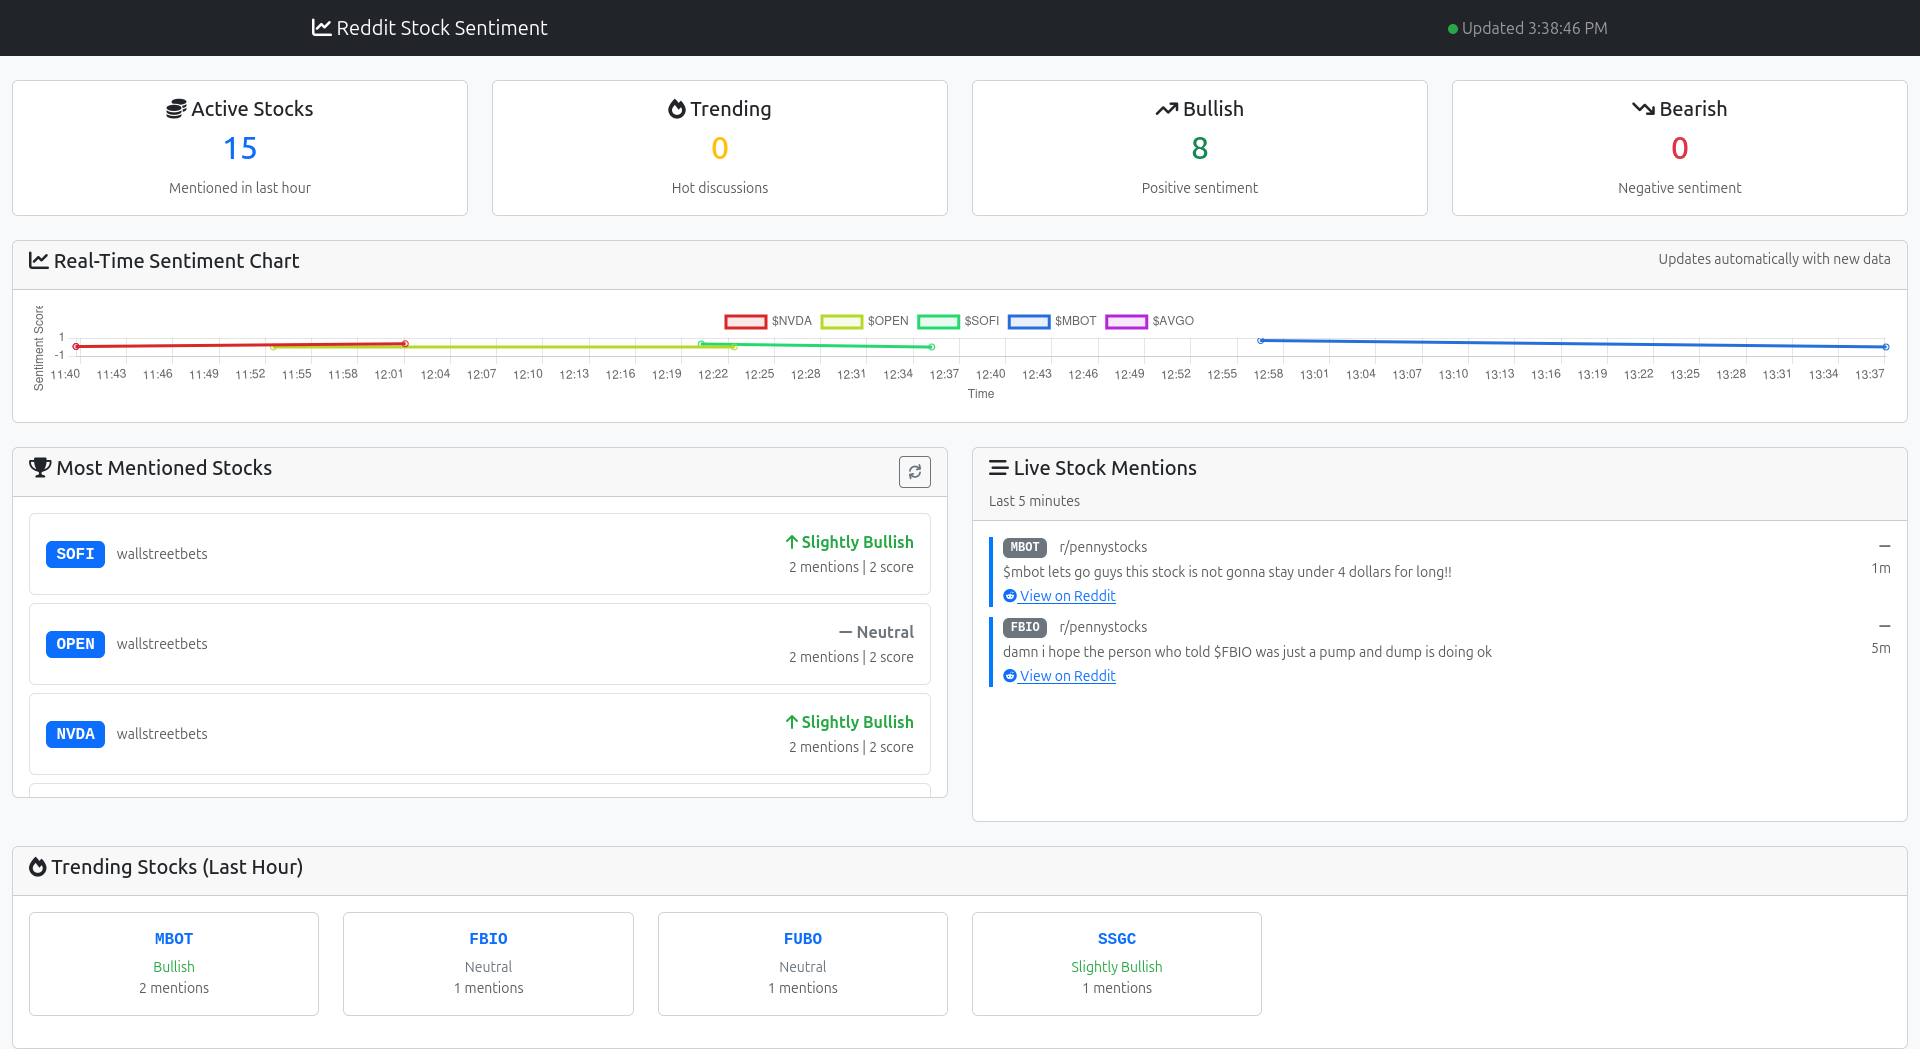 Reddit Stock Sentiment
Updated 3:38:46 PM
Active Stocks
15
Mentioned in last hour
Trending
0
Hot discussions
Bullish
8
Positive sentiment
Bearish
0
Negative sentiment
Real-Time Sentiment Chart
Updates automatically with new data
$NVDA $OPEN $SOFI $MBOT $AVGO
Sentiment Score
1
-1
11:40 11:43 11:46 11:49 11:52 11:55 11:58 12:01 12:04 12:07 12:10 12:13 12:16 12:19 12:22 12:25 12:28 12:31 12:34 12:37 12:40 12:43 12:46 12:49 12:52 12:55 12:58 13:01 13:04 13:07 13:10 13:13 13:16 13:19 13:22 13:25 13:28 13:31 13:34 13:37
Time
Most Mentioned Stocks
SOFI wallstreetbets
Slightly Bullish
2 mentions | 2 score
OPEN wallstreetbets
Neutral
2 mentions | 2 score
NVDA wallstreetbets
Slightly Bullish
2 mentions | 2 score
Live Stock Mentions
Last 5 minutes
MBOT r/pennystocks
$mbot lets go guys this stock is not gonna stay under 4 dollars for long!!
1m
View on Reddit
FBIO r/pennystocks
damn i hope the person who told $FBIO was just a pump and dump is doing ok
5m
View on Reddit
Trending Stocks (Last Hour)
MBOT
Bullish
2 mentions
FBIO
Neutral
1 mentions
FUBO
Neutral
1 mentions
SSGC
Slightly Bullish
1 mentions